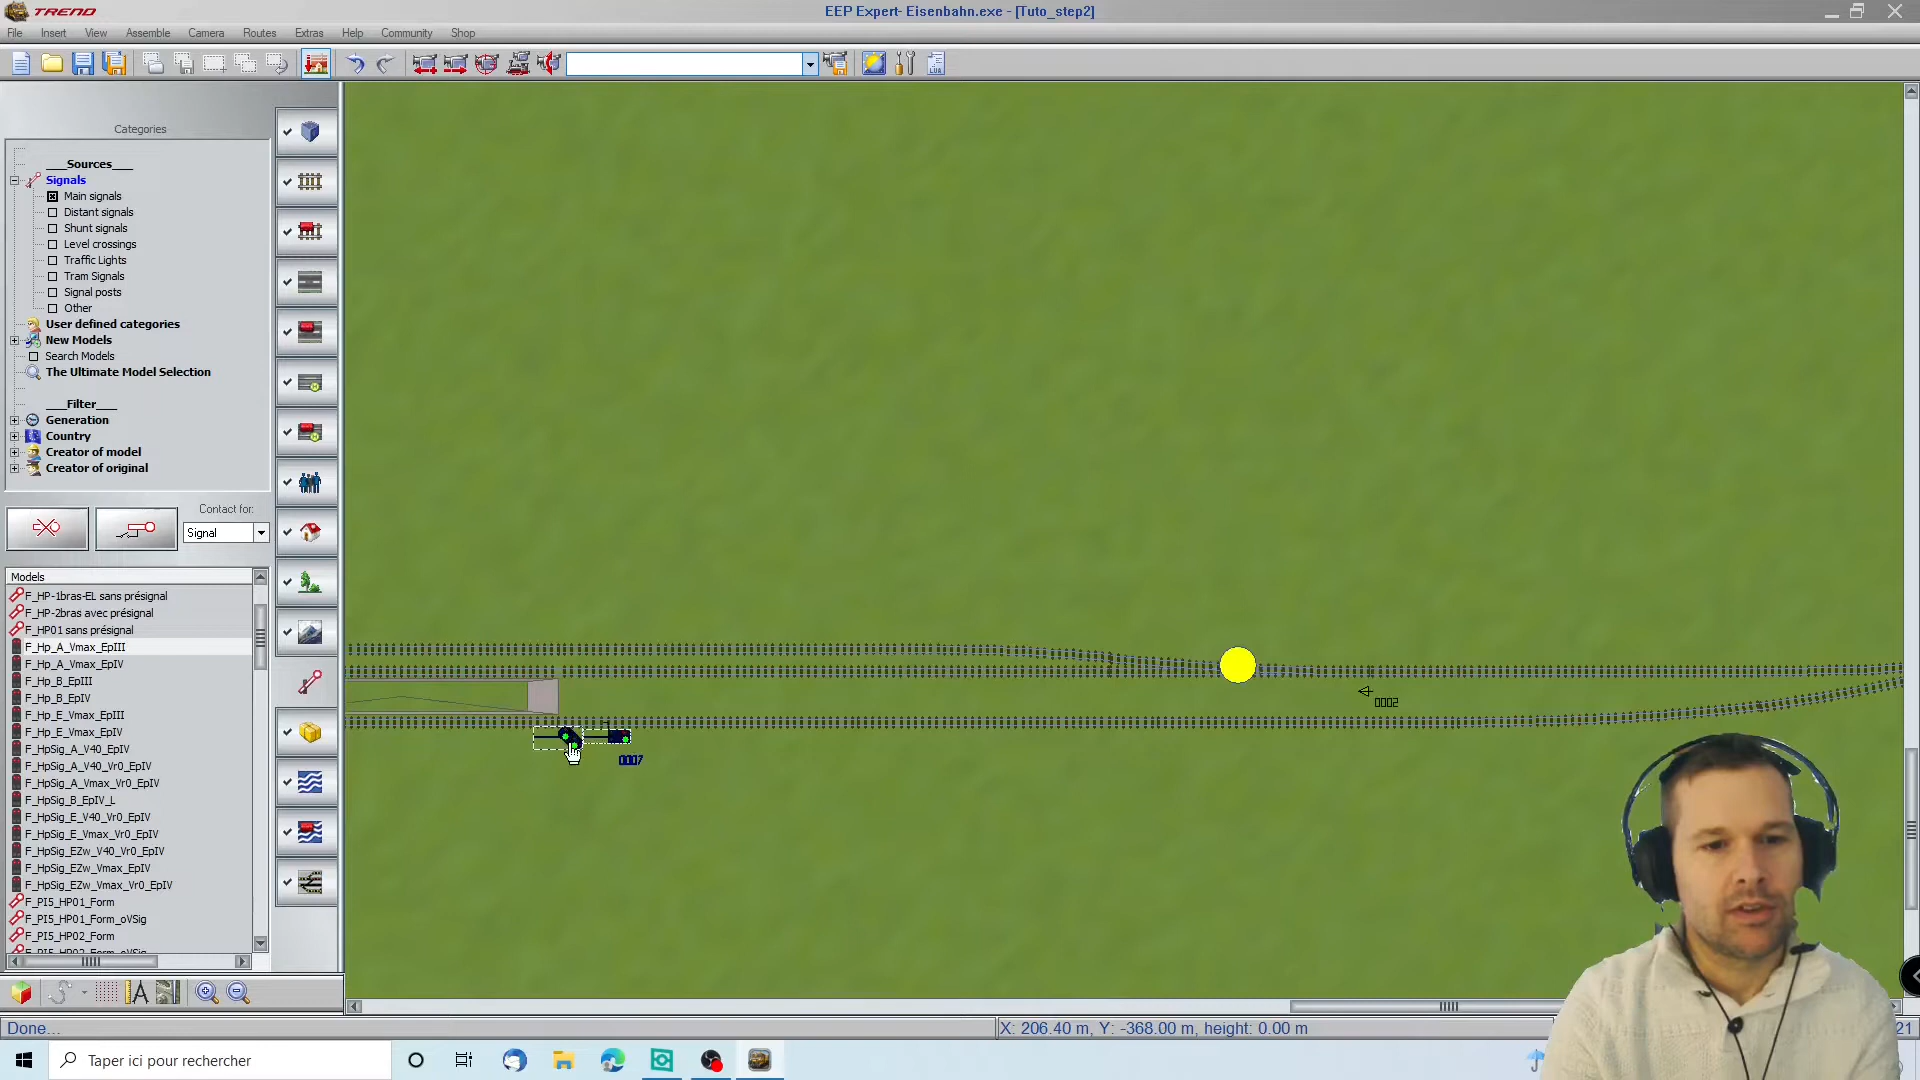 TREND
EEP Expert- Eisenbahn.exe - [Tuto_step2]
File Insert View Assemble Camera Routes Extras Help Community Shop
LUA
Categories
___Sources___
Signals
Main signals
Distant signals
Shunt signals
Level crossings
Traffic Lights
Tram Signals
Signal posts
Other
User defined categories
New Models
Search Models
The Ultimate Model Selection
___Filter___
Generation
Country
Creator of model
Creator of original
Contact for:
Signal
Models
F_HP-1bras-EL sans présignal
F_HP-2bras avec présignal
F_HP01 sans présignal
F_Hp_A_Vmax_EpIII
F_Hp_A_Vmax_EpIV
F_Hp_B_EpIII
F_Hp_B_EpIV
F_Hp_E_Vmax_EpIII
F_Hp_E_Vmax_EpIV
F_HpSig_A_V40_EpIV
F_HpSig_A_V40_Vr0_EpIV
F_HpSig_A_Vmax_Vr0_EpIV
F_HpSig_B_EpIV_L
F_HpSig_E_V40_Vr0_EpIV
F_HpSig_E_Vmax_Vr0_EpIV
F_HpSig_EZw_V40_Vr0_EpIV
F_HpSig_EZw_Vmax_EpIV
F_HpSig_EZw_Vmax_Vr0_EpIV
F_PI5_HP01_Form
F_PI5_HP01_Form_oVSig
F_PI5_HP02_Form
F_PI5_HP02_Form_oVSig
0002
0007
Done...
X: 206.40 m, Y: -368.00 m, height: 0.00 m
21
Taper ici pour rechercher